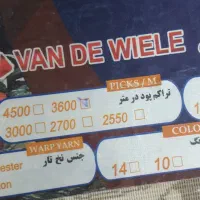 VAN DE WIELE
PICKS / M
تراکم پود در متر
4500 3600
3000 2700 2550
COLO
WARP YARN
جنس نخ تار
14 10